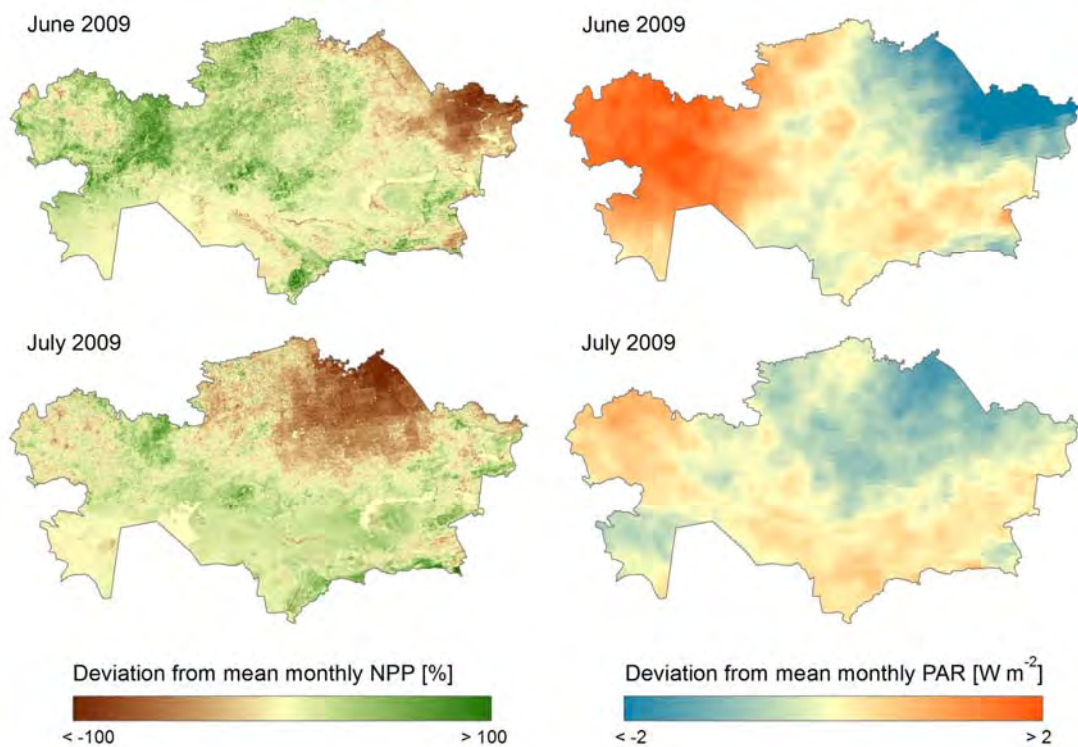 June 2009
June 2009
July 2009
July 2009
Deviation from mean monthly NPP [%]
< -100
> 100
Deviation from mean monthly PAR [W m⁻²]
< -2
> 2